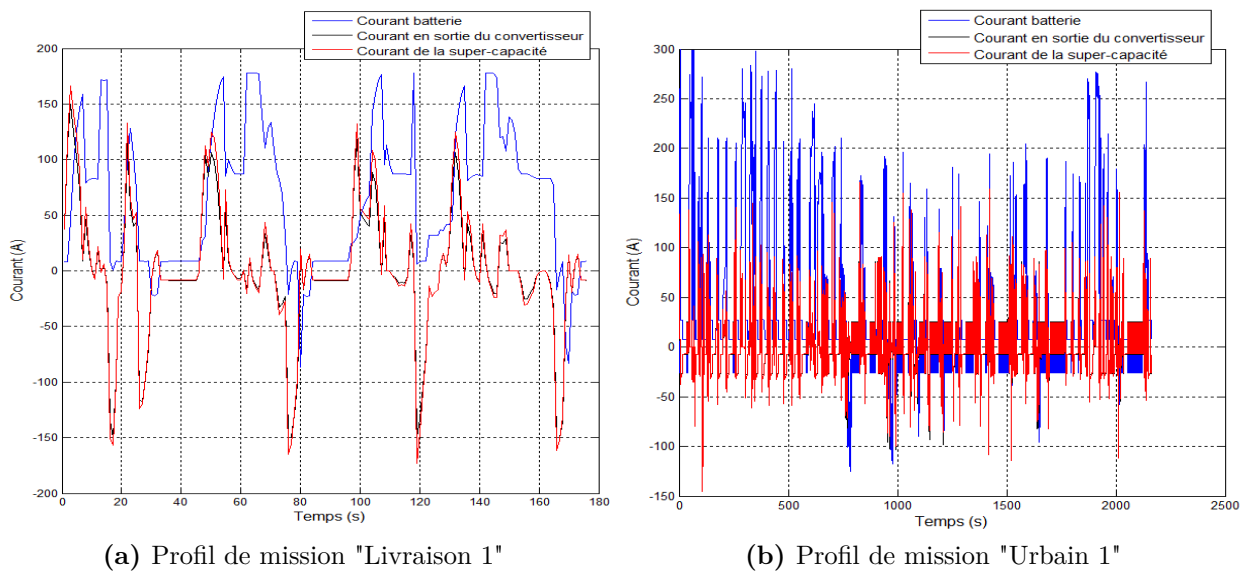 Courant batterie
Courant en sortie du convertisseur
Courant de la super-capacité
200
150
100
50
0
-50
-100
-150
-200
Courant (A)
0
20
40
60
80
100
120
140
160
180
Temps (s)
(a) Profil de mission "Livraison 1"
Courant batterie
Courant en sortie du convertisseur
Courant de la super-capacité
300
250
200
150
100
50
0
-50
-100
-150
Courant (A)
0
500
1000
1500
2000
2500
Temps (s)
(b) Profil de mission "Urbain 1"